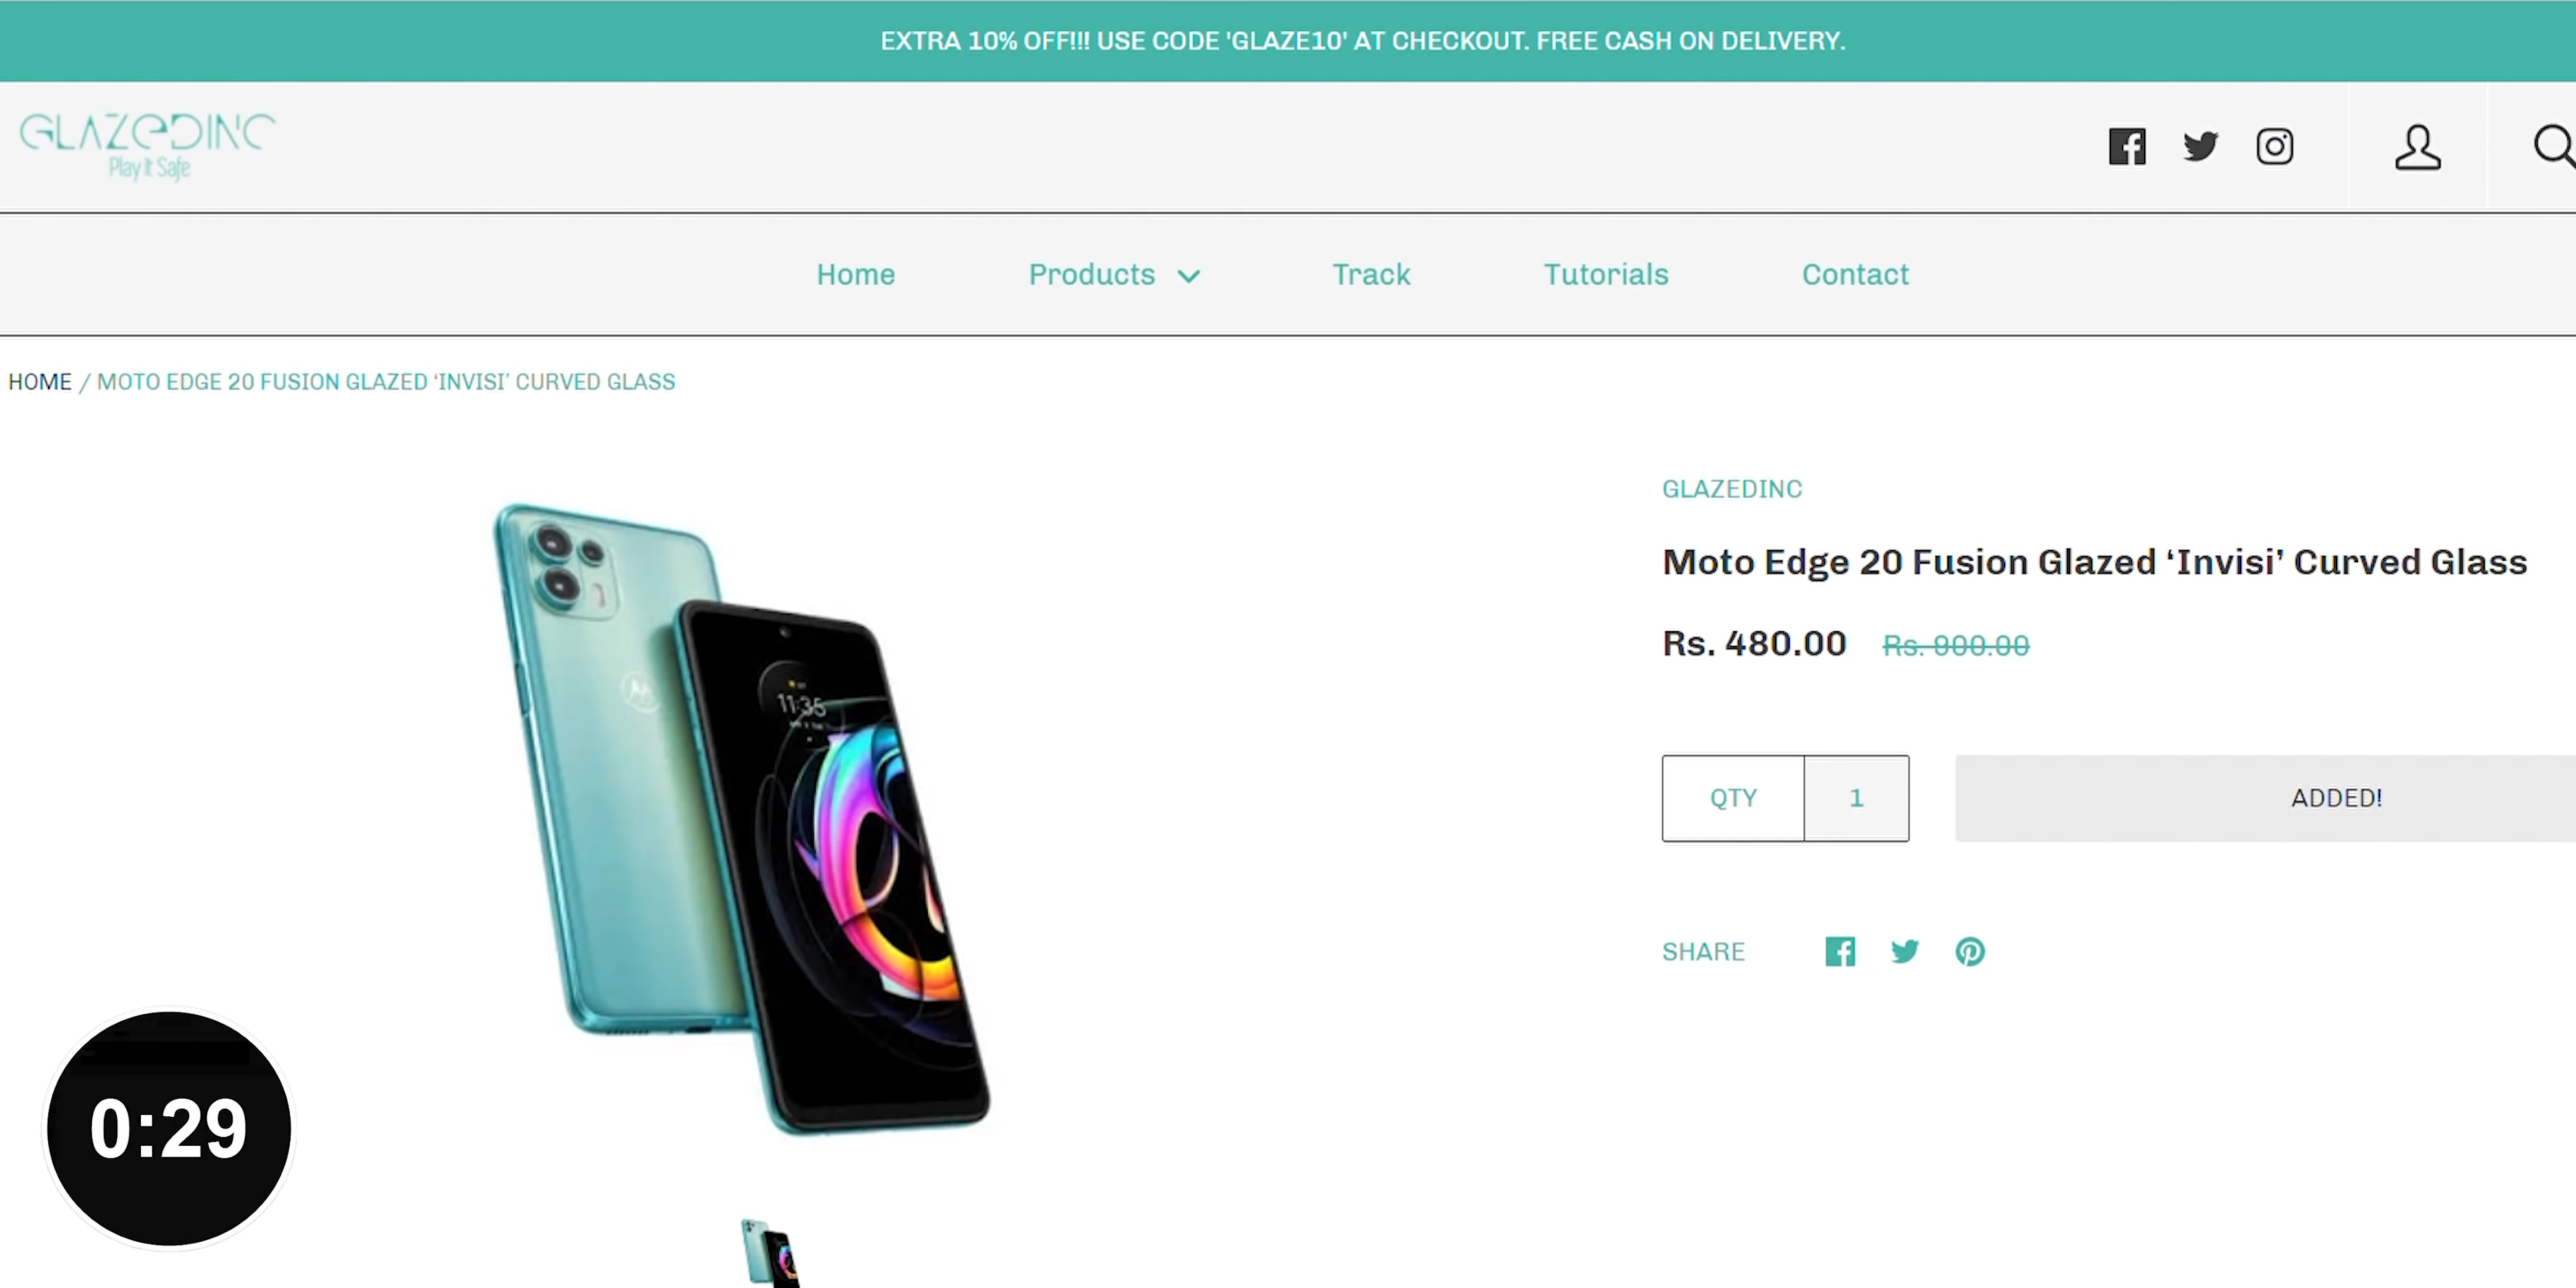 EXTRA 10% OFF!!! USE CODE 'GLAZE10' AT CHECKOUT. FREE CASH ON DELIVERY.
GLAZEDINC
Play It Safe
Home
Products
Track
Tutorials
Contact
HOME / MOTO EDGE 20 FUSION GLAZED ‘INVISI’ CURVED GLASS
GLAZEDINC
Moto Edge 20 Fusion Glazed ‘Invisi’ Curved Glass
Rs. 480.00 Rs. 900.00
QTY 1
ADDED!
SHARE
11:35
0:29